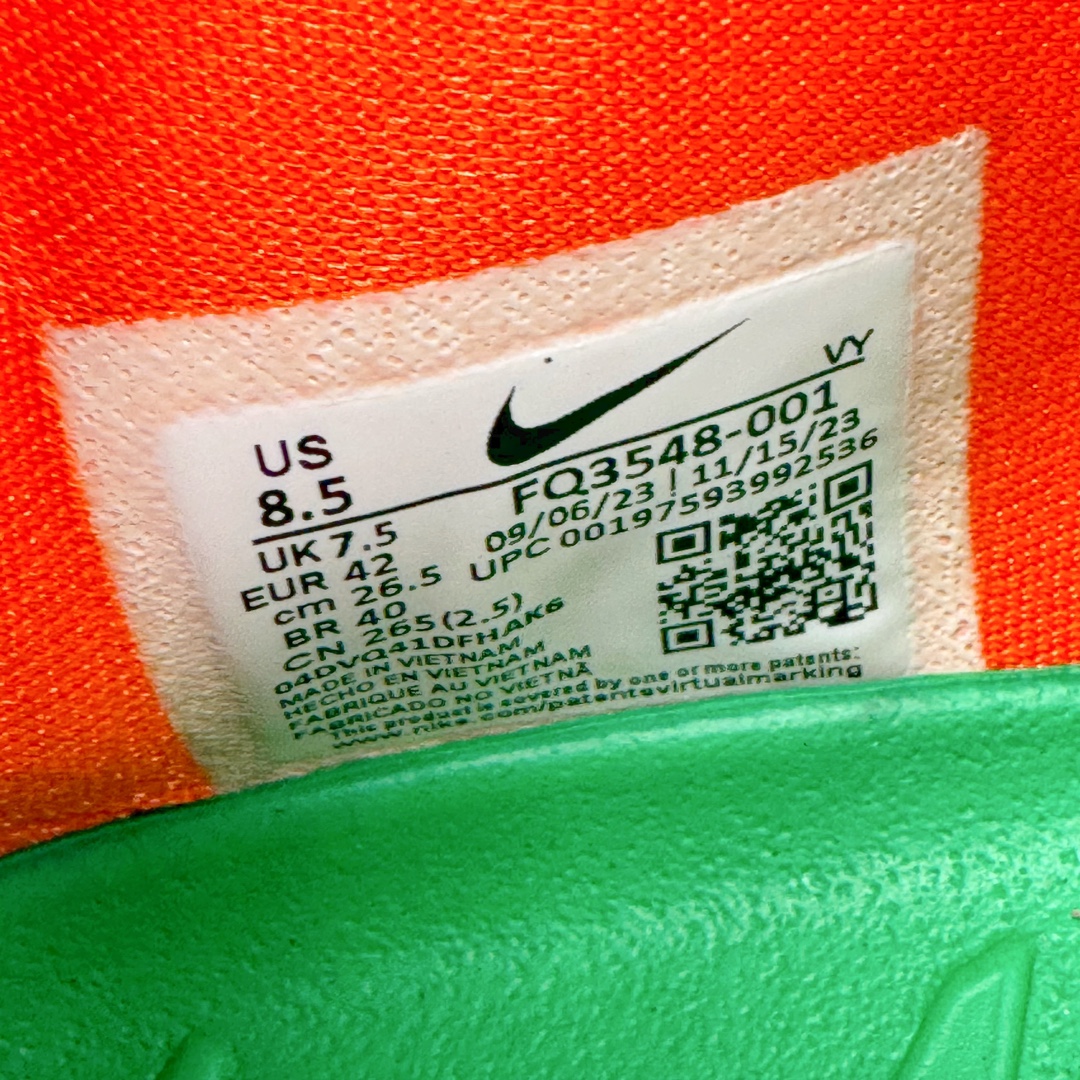 VY
US
8.5
FQ3548-001
09/06/23 | 11/15/23
UPC 00197593992536
UK 7.5
EUR 42
cm 26.5
BR 40
CN 265(2.5)
04DVQ41DFHAK6
MADE IN VIETNAM
HECHO EN VIETNAM
FABRIQUE AU VIETNAM
FABRICADO NO VIETNÃ
This product is covered by one or more patents:
www.nike.com/patentsvirtualmarking